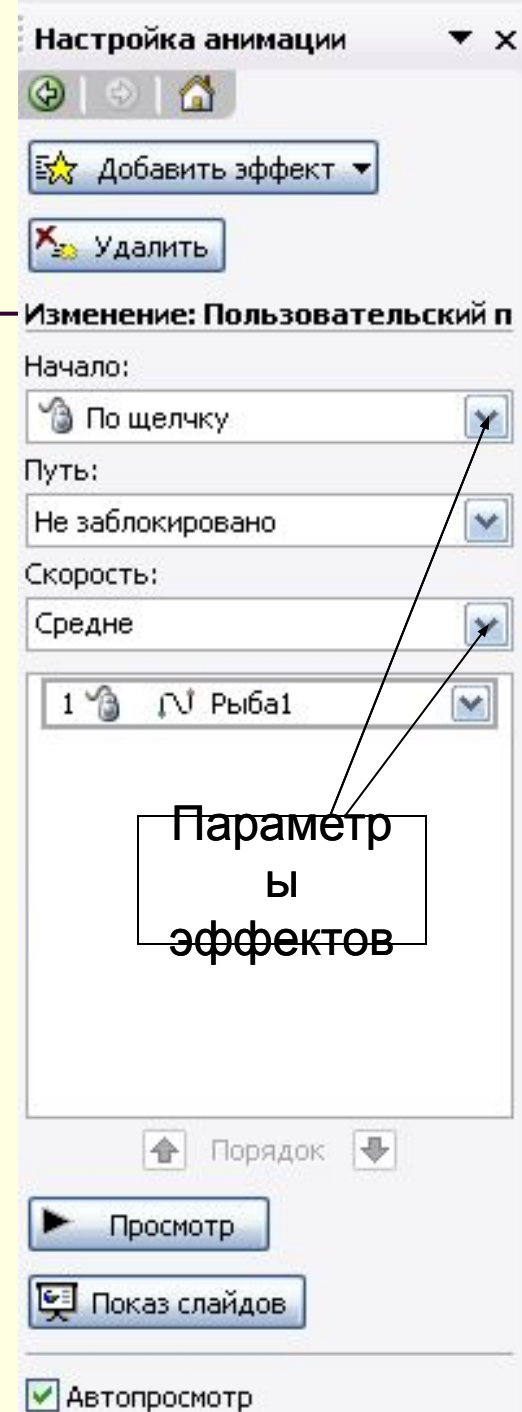 Настройка анимации
Добавить эффект
Удалить
Изменение: Пользовательский п
Начало:
По щелчку
Путь:
Не заблокировано
Скорость:
Средне
1 Рыба1
Параметр
ы
эффектов
Порядок
Просмотр
Показ слайдов
Автопросмотр